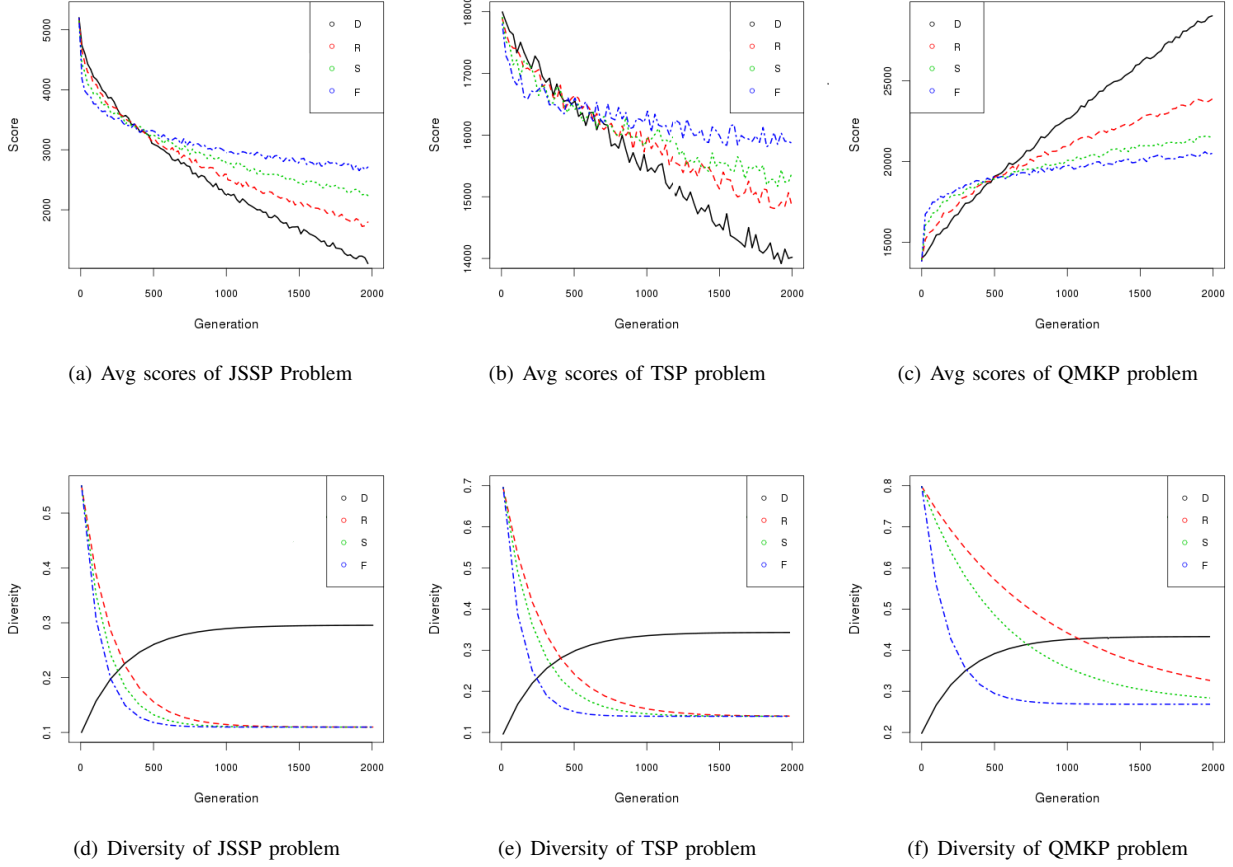 D
R
S
F
Score
5000
4000
3000
2000
0 500 1000 1500 2000
Generation
(a) Avg scores of JSSP Problem
D
R
S
F
Score
18000
17000
16000
15000
14000
0 500 1000 1500 2000
Generation
(b) Avg scores of TSP problem
D
R
S
F
Score
25000
20000
15000
0 500 1000 1500 2000
Generation
(c) Avg scores of QMKP problem
D
R
S
F
Diversity
0.5
0.4
0.3
0.2
0.1
0 500 1000 1500 2000
Generation
(d) Diversity of JSSP problem
D
R
S
F
Diversity
0.7
0.6
0.5
0.4
0.3
0.2
0.1
0 500 1000 1500 2000
Generation
(e) Diversity of TSP problem
D
R
S
F
Diversity
0.8
0.7
0.6
0.5
0.4
0.3
0.2
0 500 1000 1500 2000
Generation
(f) Diversity of QMKP problem